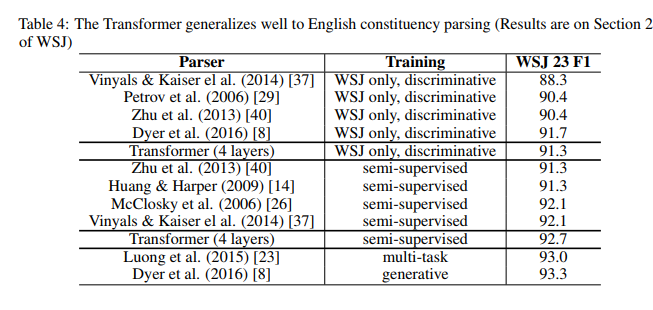 Table 4: The Transformer generalizes well to English constituency parsing (Results are on Section 2
of WSJ)
Parser Training WSJ 23 F1
Vinyals & Kaiser el al. (2014) [37] WSJ only, discriminative 88.3
Petrov et al. (2006) [29] WSJ only, discriminative 90.4
Zhu et al. (2013) [40] WSJ only, discriminative 90.4
Dyer et al. (2016) [8] WSJ only, discriminative 91.7
Transformer (4 layers) WSJ only, discriminative 91.3
Zhu et al. (2013) [40] semi-supervised 91.3
Huang & Harper (2009) [14] semi-supervised 91.3
McClosky et al. (2006) [26] semi-supervised 92.1
Vinyals & Kaiser el al. (2014) [37] semi-supervised 92.1
Transformer (4 layers) semi-supervised 92.7
Luong et al. (2015) [23] multi-task 93.0
Dyer et al. (2016) [8] generative 93.3